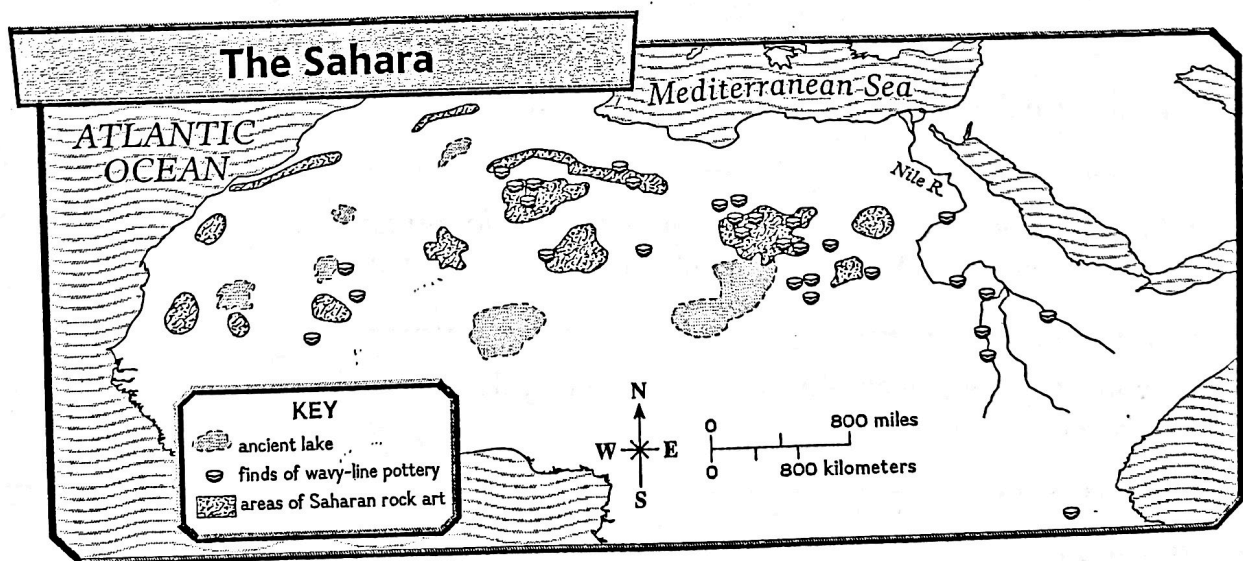 The Sahara
Mediterranean Sea
ATLANTIC
OCEAN
Nile R.
KEY
ancient lake
finds of wavy-line pottery
areas of Saharan rock art
N
W E
S
0 800 miles
0 800 kilometers